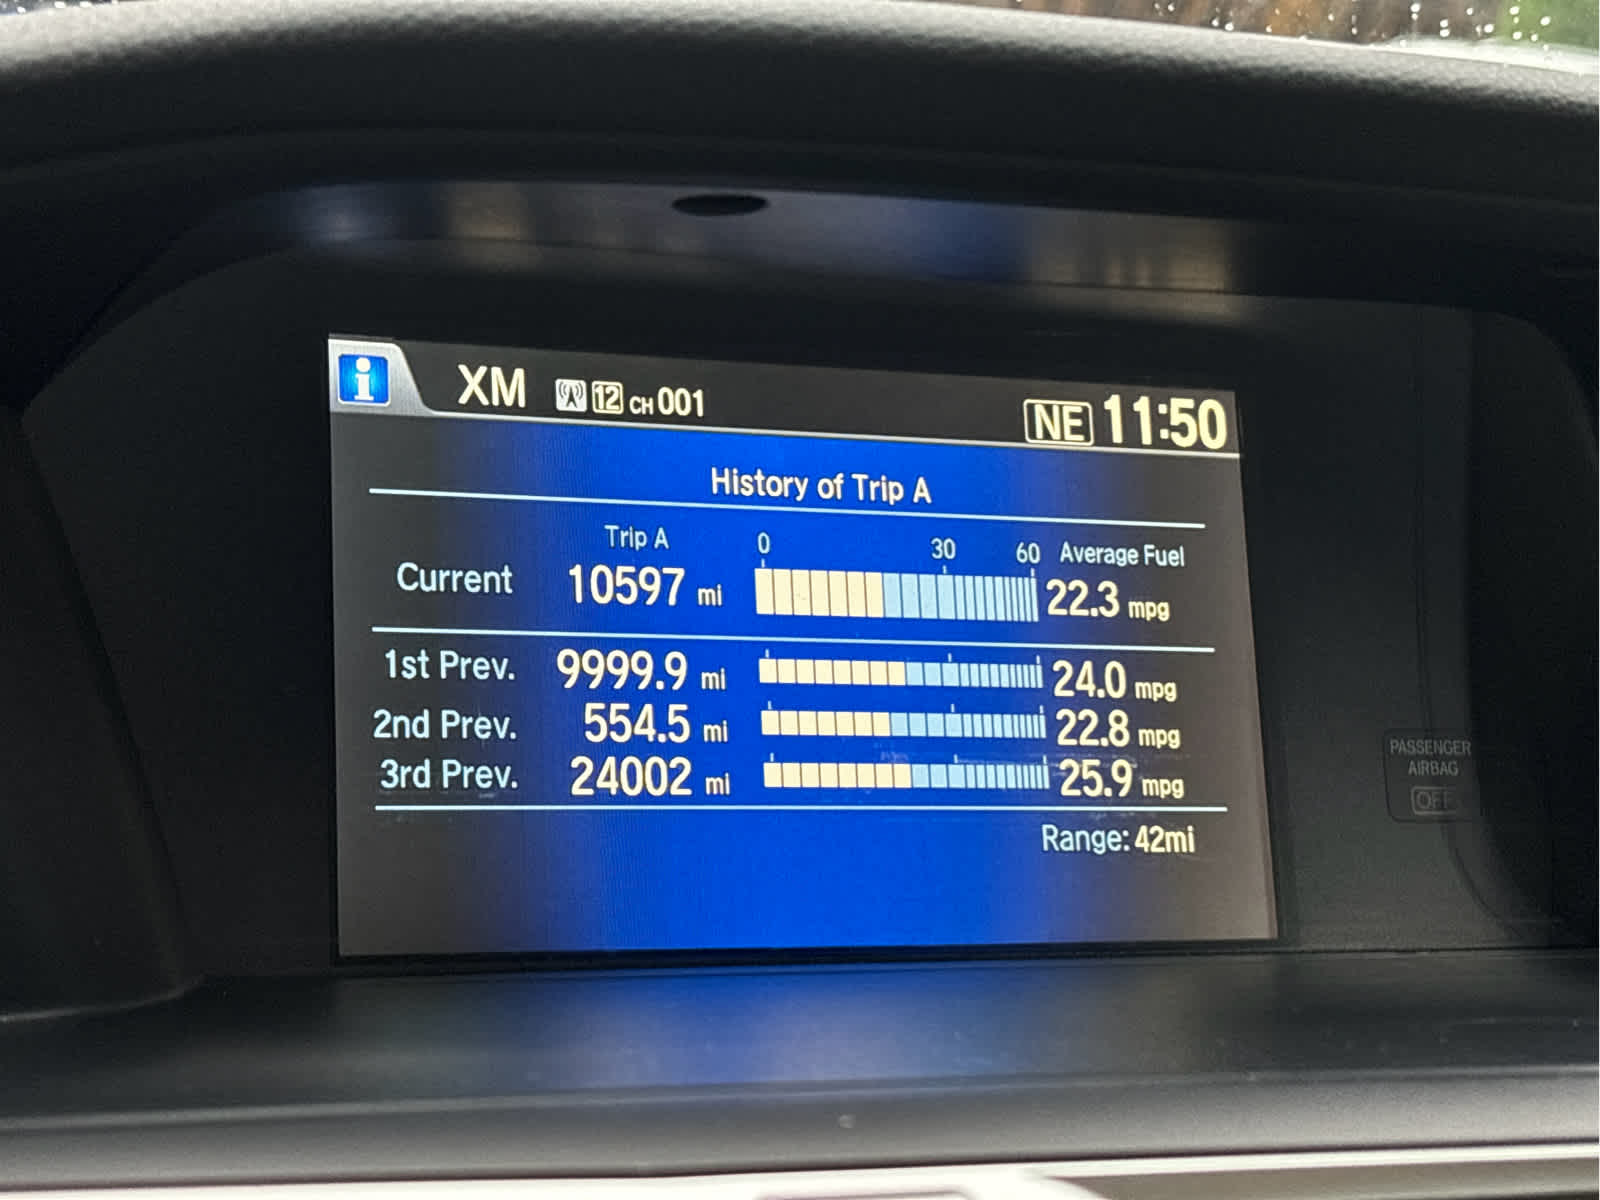 i XM 12 CH 001 NE 11:50
History of Trip A
Trip A 0 30 60 Average Fuel
Current 10597 mi 22.3 mpg
1st Prev. 9999.9 mi 24.0 mpg
2nd Prev. 554.5 mi 22.8 mpg
3rd Prev. 24002 mi 25.9 mpg
Range: 42mi
PASSENGER
AIRBAG
OFF